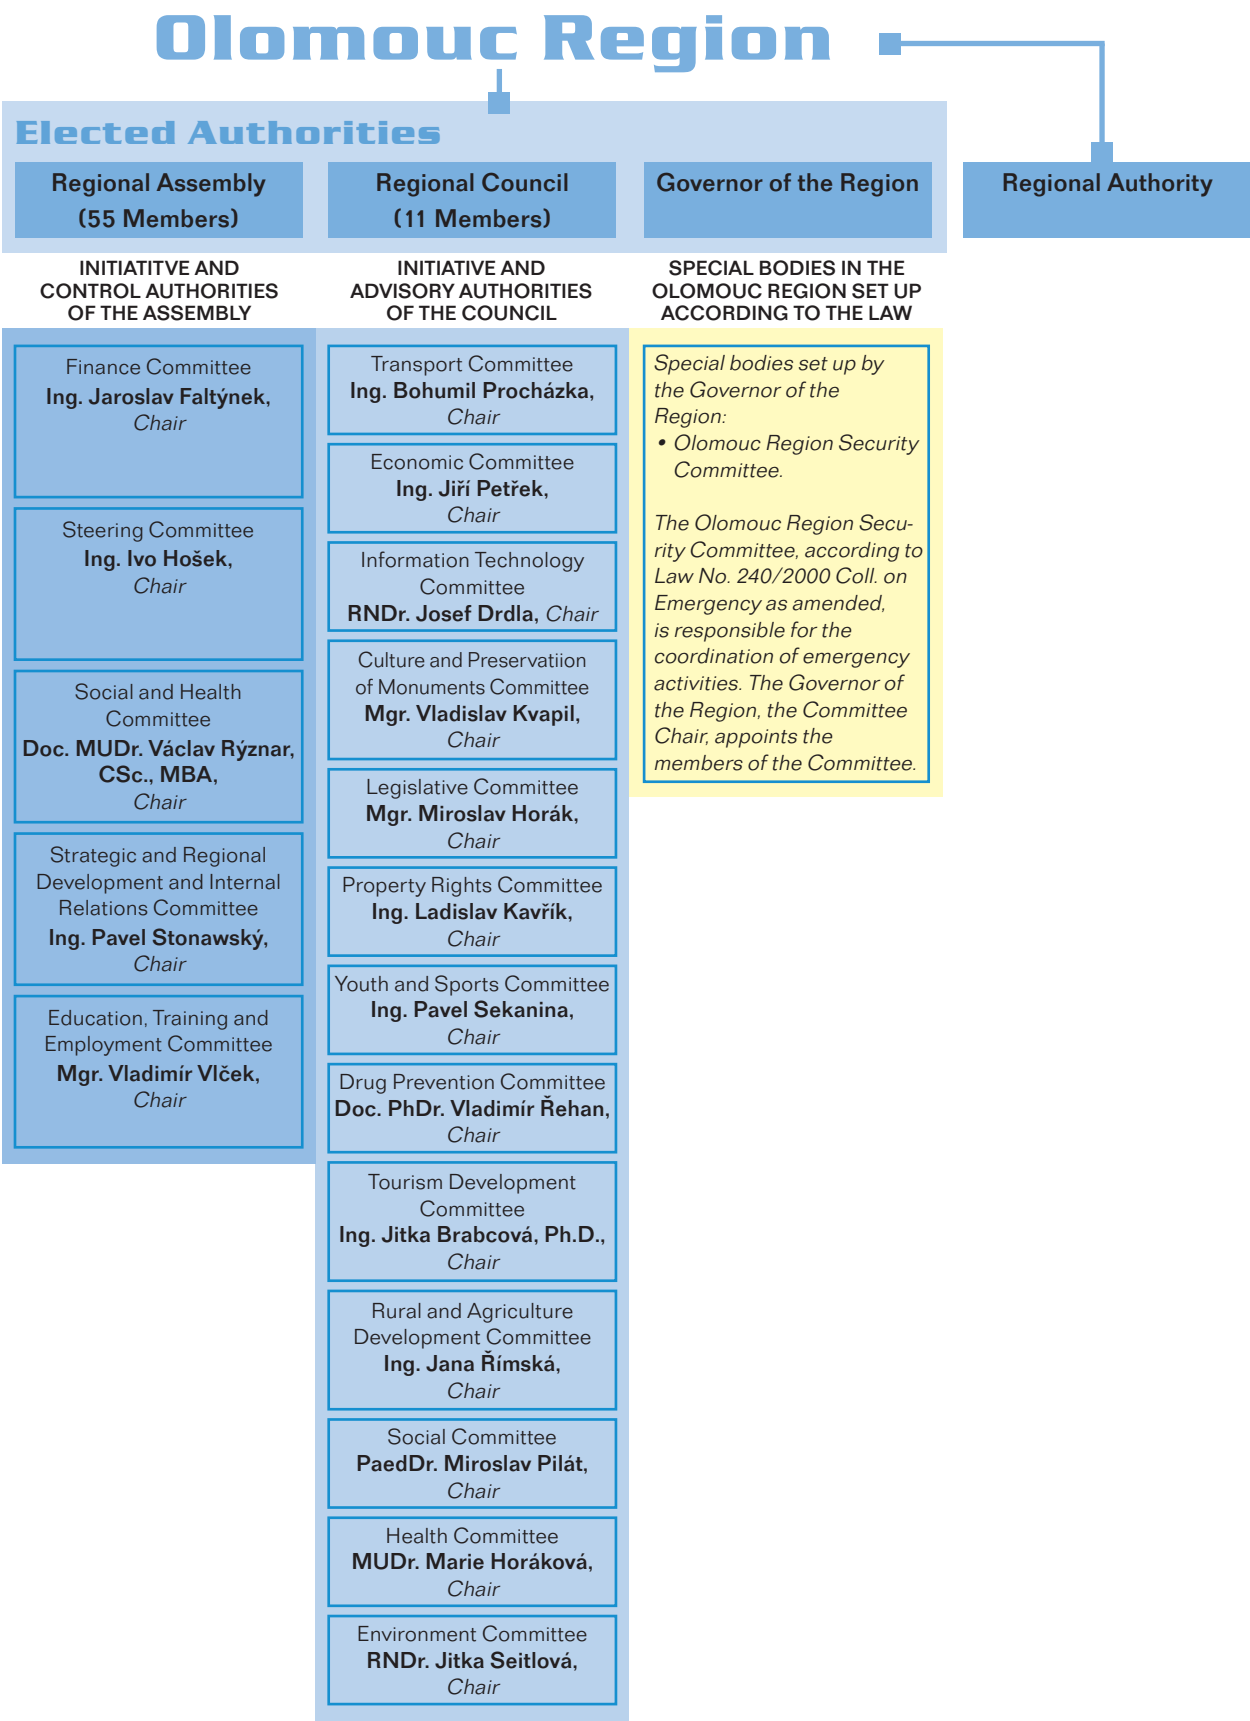 Olomouc Region
Elected Authorities
Regional Assembly
(55 Members)
Regional Council
(11 Members)
Governor of the Region
Regional Authority
INITIATITVE AND
CONTROL AUTHORITIES
OF THE ASSEMBLY
INITIATIVE AND
ADVISORY AUTHORITIES
OF THE COUNCIL
SPECIAL BODIES IN THE
OLOMOUC REGION SET UP
ACCORDING TO THE LAW
Finance Committee
Ing. Jaroslav Faltýnek,
Chair
Steering Committee
Ing. Ivo Hošek,
Chair
Social and Health
Committee
Doc. MUDr. Václav Rýznar,
CSc., MBA,
Chair
Strategic and Regional
Development and Internal
Relations Committee
Ing. Pavel Stonawský,
Chair
Education, Training and
Employment Committee
Mgr. Vladimír Vlček,
Chair
Transport Committee
Ing. Bohumil Procházka,
Chair
Economic Committee
Ing. Jiří Petřek,
Chair
Information Technology
Committee
RNDr. Josef Drdla, Chair
Culture and Preservatiion
of Monuments Committee
Mgr. Vladislav Kvapil,
Chair
Legislative Committee
Mgr. Miroslav Horák,
Chair
Property Rights Committee
Ing. Ladislav Kavřík,
Chair
Youth and Sports Committee
Ing. Pavel Sekanina,
Chair
Drug Prevention Committee
Doc. PhDr. Vladimír Řehan,
Chair
Tourism Development
Committee
Ing. Jitka Brabcová, Ph.D.,
Chair
Rural and Agriculture
Development Committee
Ing. Jana Římská,
Chair
Social Committee
PaedDr. Miroslav Pilát,
Chair
Health Committee
MUDr. Marie Horáková,
Chair
Environment Committee
RNDr. Jitka Seitlová,
Chair
Special bodies set up by
the Governor of the
Region:
• Olomouc Region Security
Committee.
The Olomouc Region Secu-
rity Committee, according to
Law No. 240/2000 Coll. on
Emergency as amended,
is responsible for the
coordination of emergency
activities. The Governor of
the Region, the Committee
Chair, appoints the
members of the Committee.